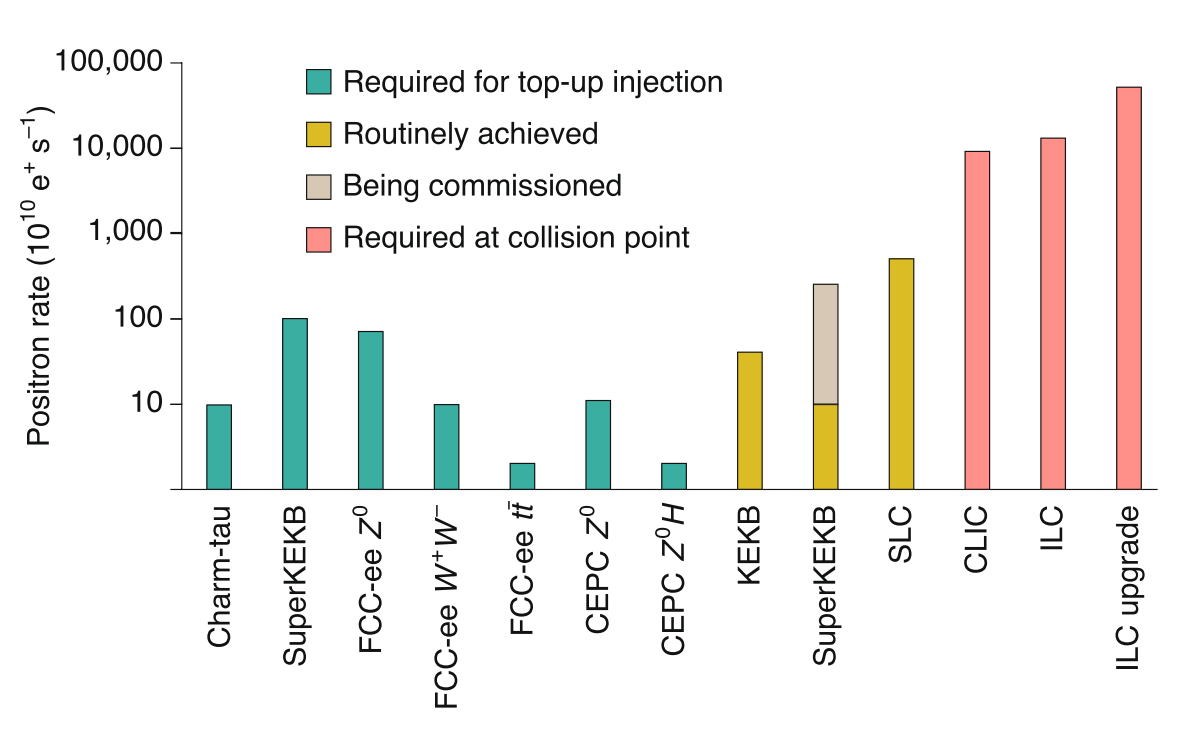 100,000
10,000
1,000
100
10
Positron rate (10¹⁰ e⁺ s⁻¹)
Required for top-up injection
Routinely achieved
Being commissioned
Required at collision point
Charm-tau
SuperKEKB
FCC-ee Z⁰
FCC-ee W⁺W⁻
FCC-ee tt̄
CEPC Z⁰
CEPC Z⁰H
KEKB
SuperKEKB
SLC
CLIC
ILC
ILC upgrade